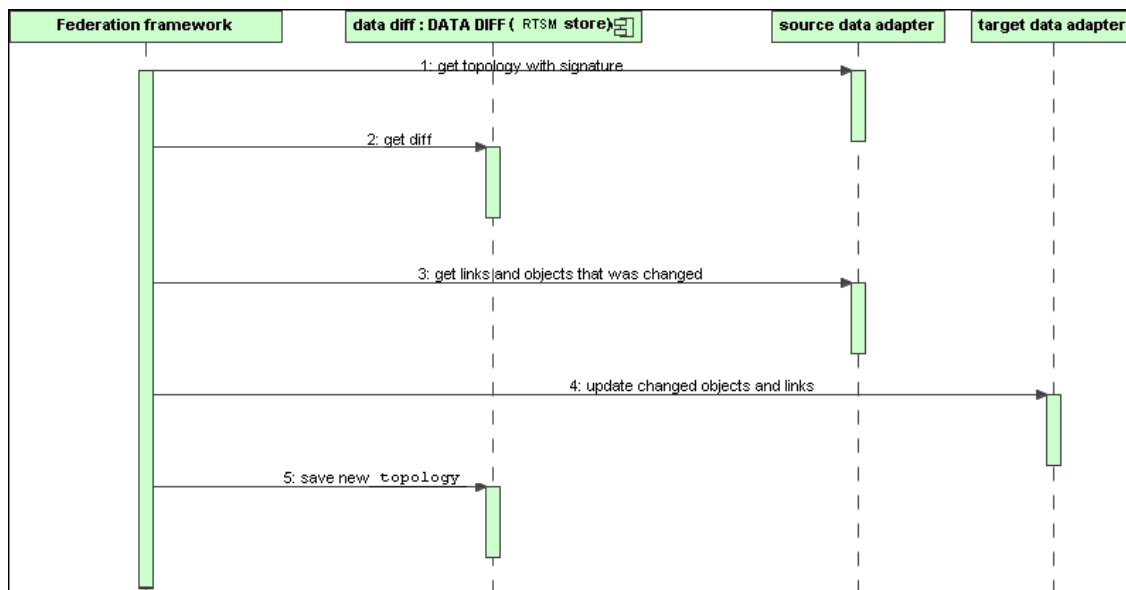 Federation framework
data diff : DATA DIFF ( RTSM store)
source data adapter
target data adapter
1: get topology with signature
2: get diff
3: get links and objects that was changed
4: update changed objects and links
5: save new topology